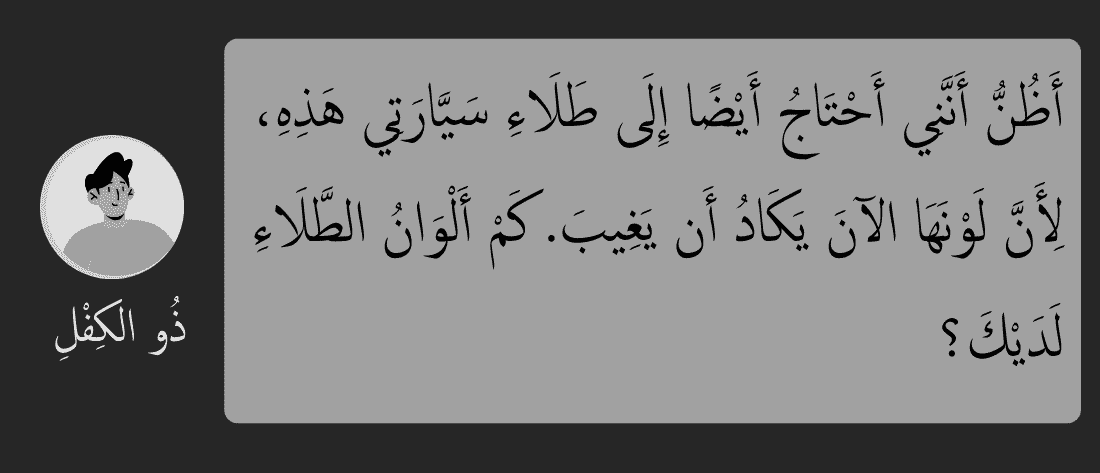 أَظُنُّ أَنَّنِي أَحْتَاجُ أَيْضًا إِلَى طَلَاءِ سَيَّارَتِي هَذِهِ،
لِأَنَّ لَوْنَهَا الآنَ يَكَادُ أَن يَغِيبَ. كَمْ أَلْوَانُ الطَّلَاءِ
لَدَيْكَ؟
ذُو الكِفْلِ